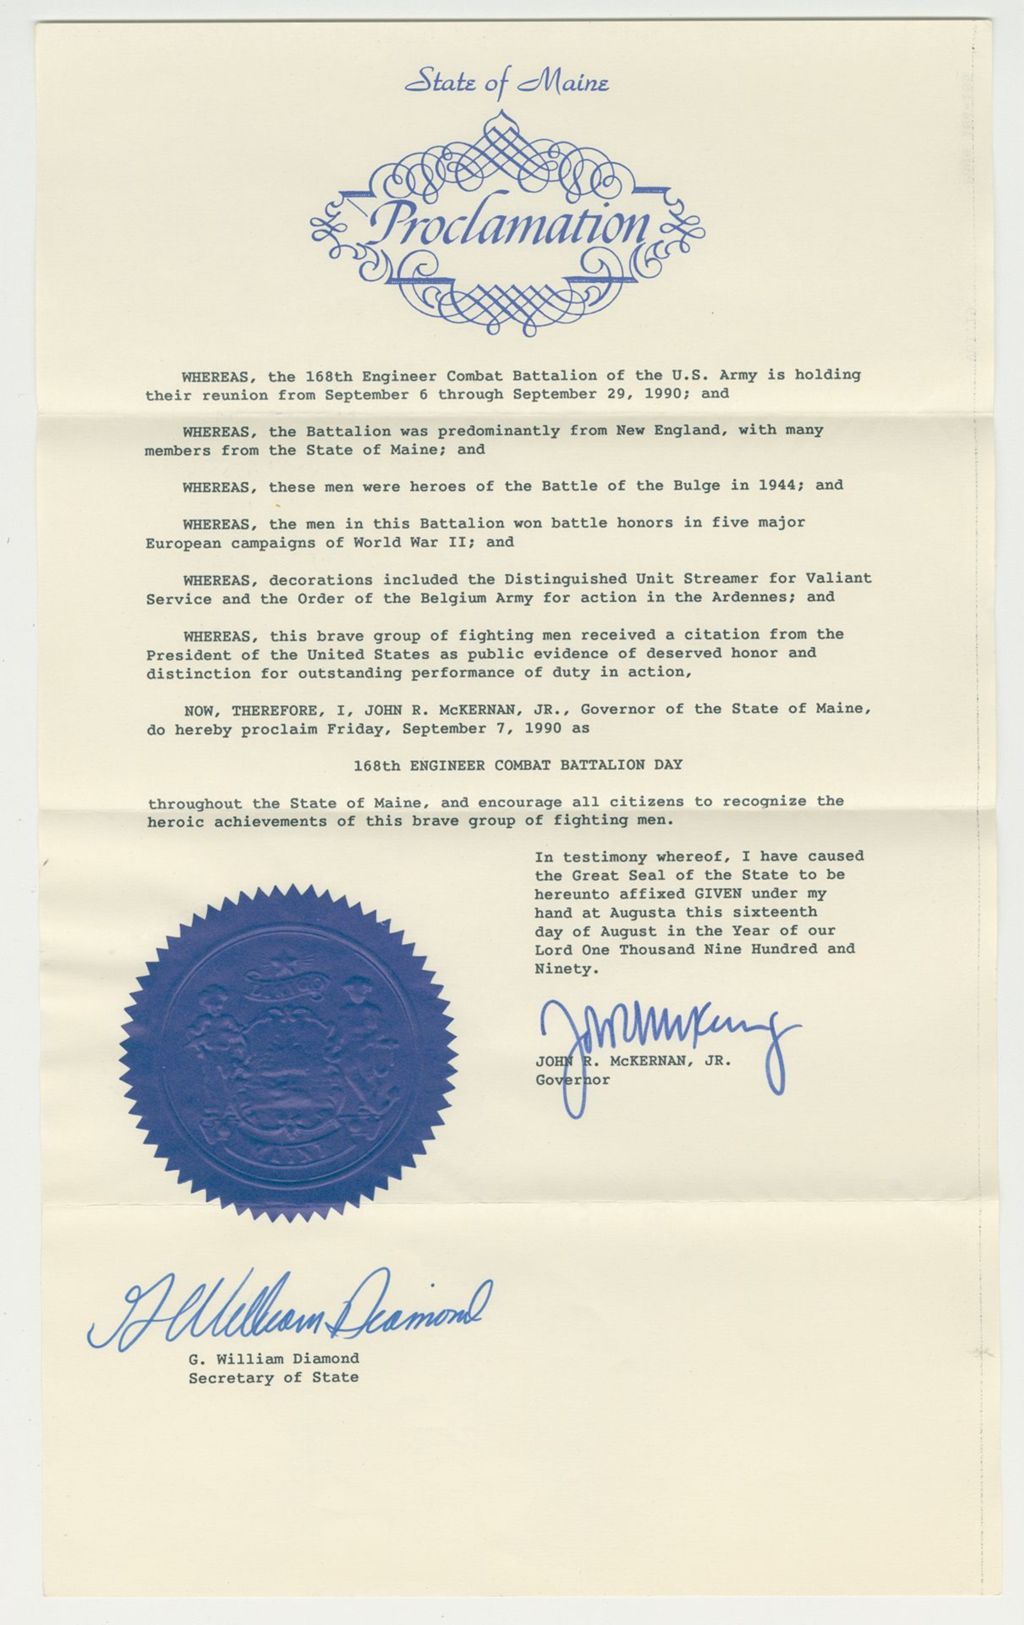 State of Maine
Proclamation
WHEREAS, the 168th Engineer Combat Battalion of the U.S. Army is holding
their reunion from September 6 through September 29, 1990; and
WHEREAS, the Battalion was predominantly from New England, with many
members from the State of Maine; and
WHEREAS, these men were heroes of the Battle of the Bulge in 1944; and
WHEREAS, the men in this Battalion won battle honors in five major
European campaigns of World War II; and
WHEREAS, decorations included the Distinguished Unit Streamer for Valiant
Service and the Order of the Belgium Army for action in the Ardennes; and
WHEREAS, this brave group of fighting men received a citation from the
President of the United States as public evidence of deserved honor and
distinction for outstanding performance of duty in action,
NOW, THEREFORE, I, JOHN R. McKERNAN, JR., Governor of the State of Maine,
do hereby proclaim Friday, September 7, 1990 as
168th ENGINEER COMBAT BATTALION DAY
throughout the State of Maine, and encourage all citizens to recognize the
heroic achievements of this brave group of fighting men.
In testimony whereof, I have caused
the Great Seal of the State to be
hereunto affixed GIVEN under my
hand at Augusta this sixteenth
day of August in the Year of our
Lord One Thousand Nine Hundred and
Ninety.
John R McKernan
JOHN R. McKERNAN, JR.
Governor
DIRIGO
MAINE
G William Diamond
G. William Diamond
Secretary of State